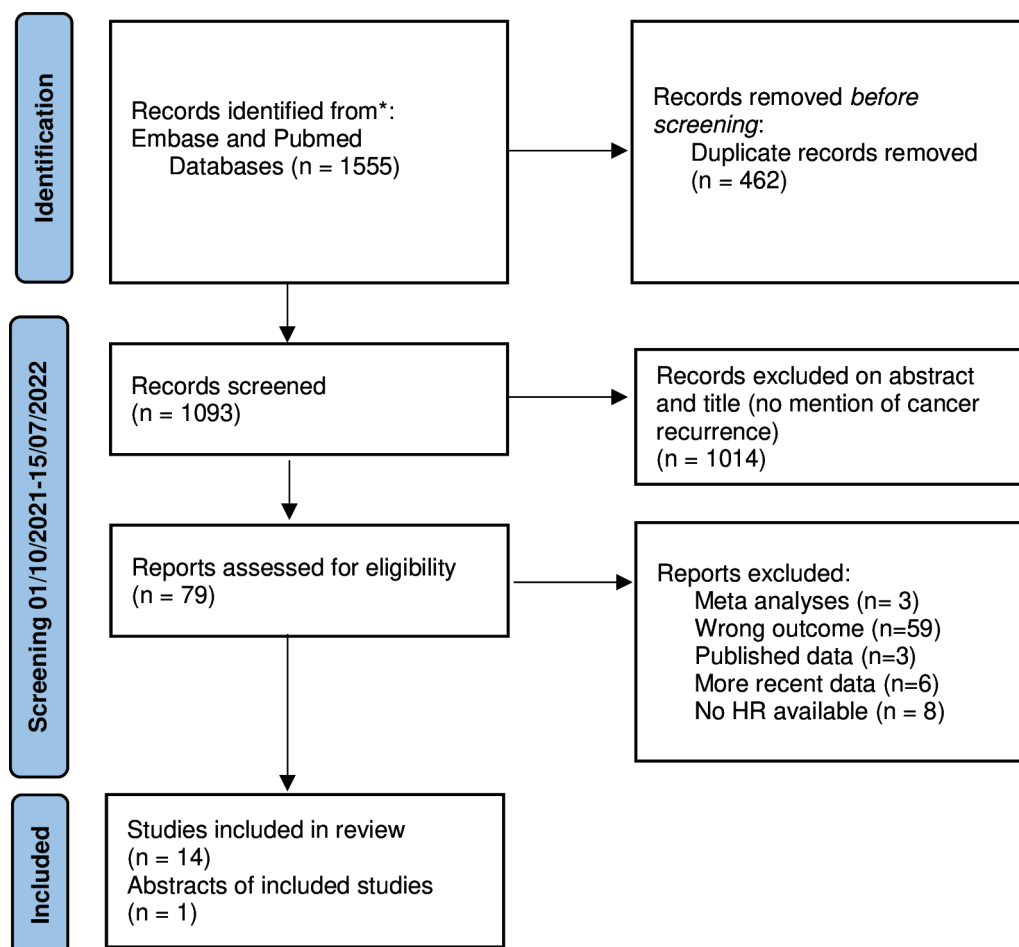 Identification
Records identified from*:
Embase and Pubmed
Databases (n = 1555)
Records removed before
screening:
Duplicate records removed
(n = 462)
Screening 01/10/2021-15/07/2022
Records screened
(n = 1093)
Records excluded on abstract
and title (no mention of cancer
recurrence)
(n = 1014)
Reports assessed for eligibility
(n = 79)
Reports excluded:
Meta analyses (n= 3)
Wrong outcome (n=59)
Published data (n=3)
More recent data (n=6)
No HR available (n = 8)
Included
Studies included in review
(n = 14)
Abstracts of included studies
(n = 1)